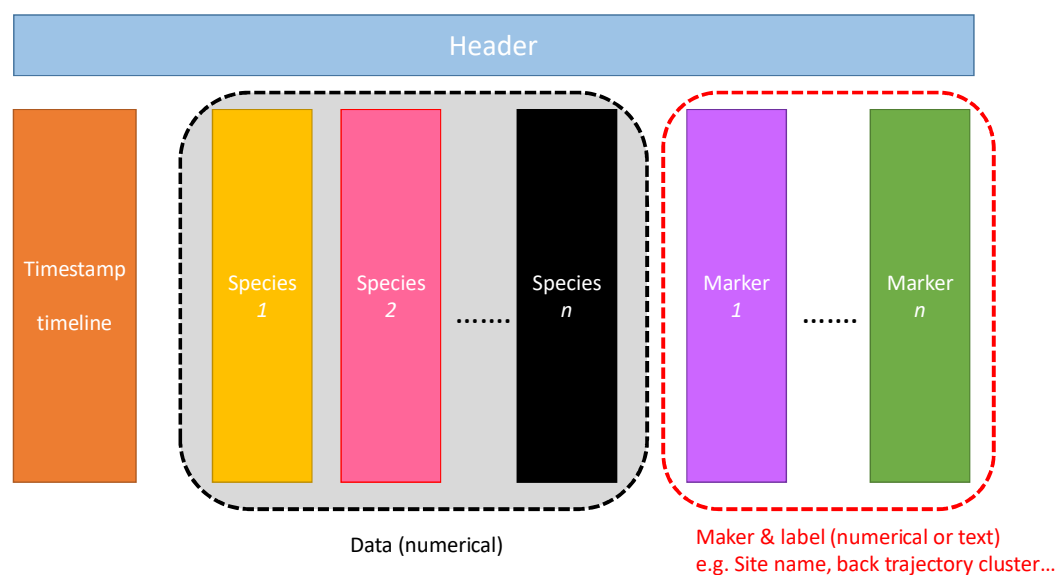 Header
Timestamp
timeline
Species
1
Species
2
.......
Species
n
Marker
1
.......
Marker
n
Data (numerical)
Maker & label (numerical or text)
e.g. Site name, back trajectory cluster...